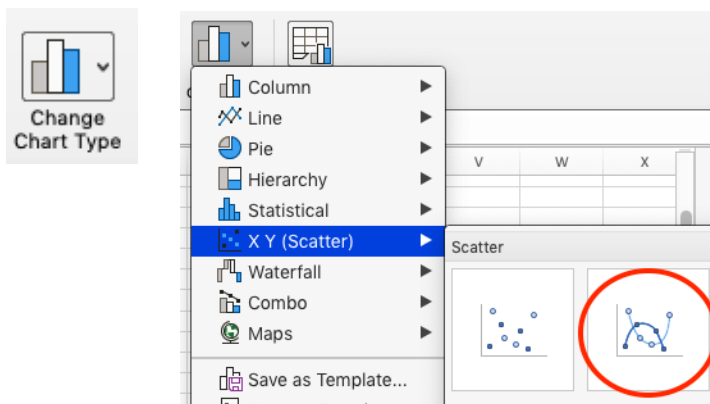 Change
Chart Type
Column
Line
Pie
Hierarchy
Statistical
X Y (Scatter)
Waterfall
Combo
Maps
Save as Template...
V W X
Scatter